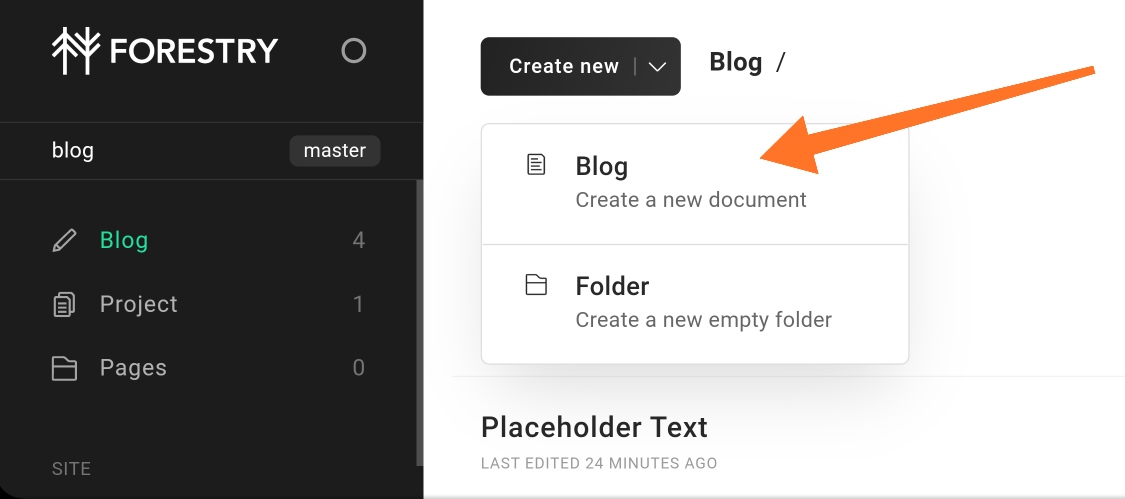 FORESTRY
blog
master
Blog 4
Project 1
Pages 0
SITE
Create new
Blog /
Blog
Create a new document
Folder
Create a new empty folder
Placeholder Text
LAST EDITED 24 MINUTES AGO